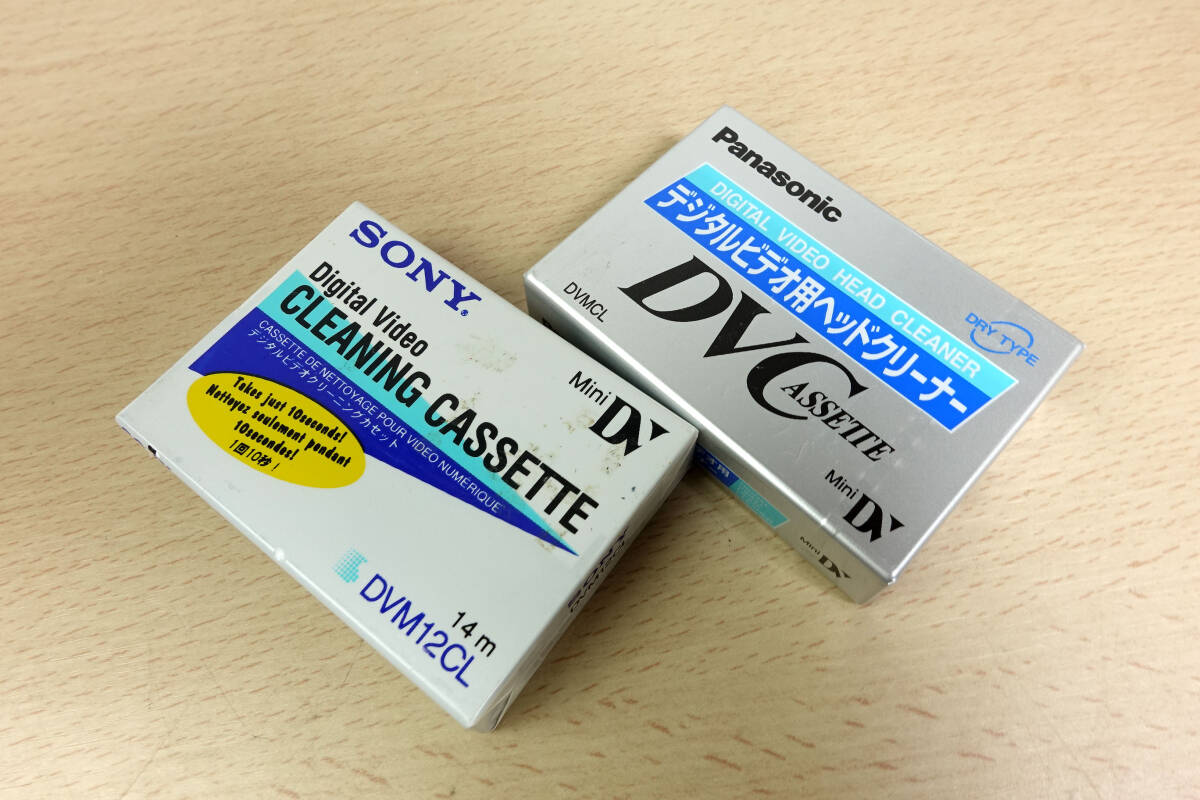 SONY®
Digital Video
CLEANING CASSETTE
CASSETTE DE NETTOYAGE POUR VIDEO NUMÉRIQUE
デジタルビデオクリーニングカセット
Takes just 10seconds!
Nettoyez seulement pendant
10secondes!
1回10秒!
Mini DV
14m
DVM12CL
SONY
Panasonic
DIGITAL VIDEO HEAD CLEANER
デジタルビデオ用ヘッドクリーナー
DRY TYPE
DVMCL
DVCASSETTE
Mini DV
Mini DV